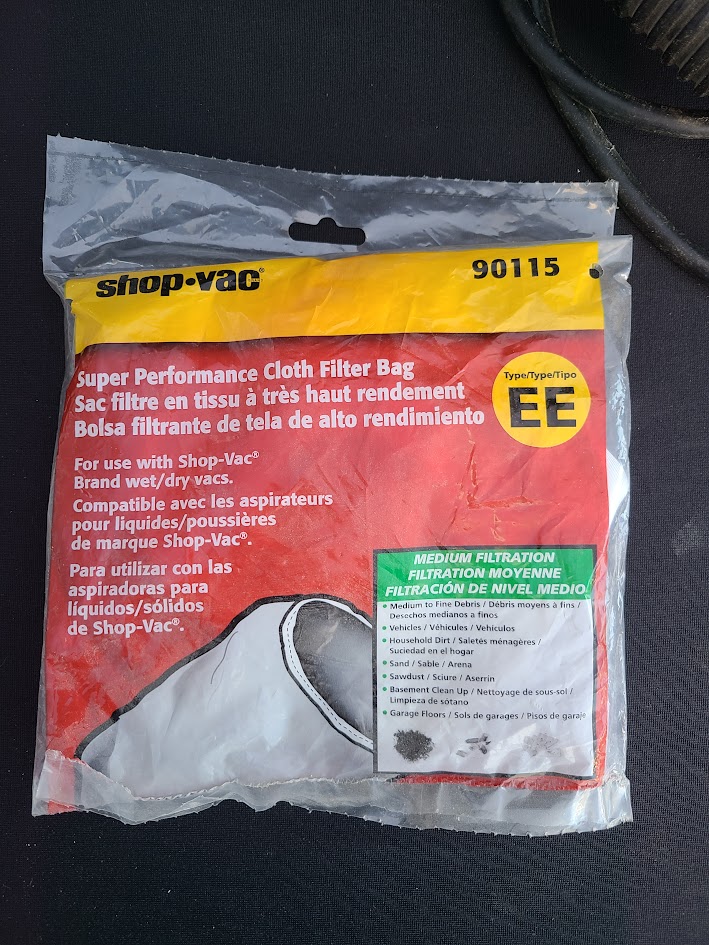 shop•vac®
90115
Super Performance Cloth Filter Bag
Sac filtre en tissu à très haut rendement
Bolsa filtrante de tela de alto rendimiento
Type/Type/Tipo
EE
For use with Shop-Vac®
Brand wet/dry vacs.
Compatible avec les aspirateurs
pour liquides/poussières
de marque Shop-Vac®.
Para utilizar con las
aspiradoras para
líquidos/sólidos
de Shop-Vac®.
MEDIUM FILTRATION
FILTRATION MOYENNE
FILTRACIÓN DE NIVEL MEDIO
• Medium to Fine Debris / Débris moyens à fins /
Desechos medianos a finos
• Vehicles / Véhicules / Vehículos
• Household Dirt / Saletés ménagères /
Suciedad en el hogar
• Sand / Sable / Arena
• Sawdust / Sciure / Aserrín
• Basement Clean Up / Nettoyage de sous-sol /
Limpieza de sótano
• Garage Floors / Sols de garages / Pisos de garaje